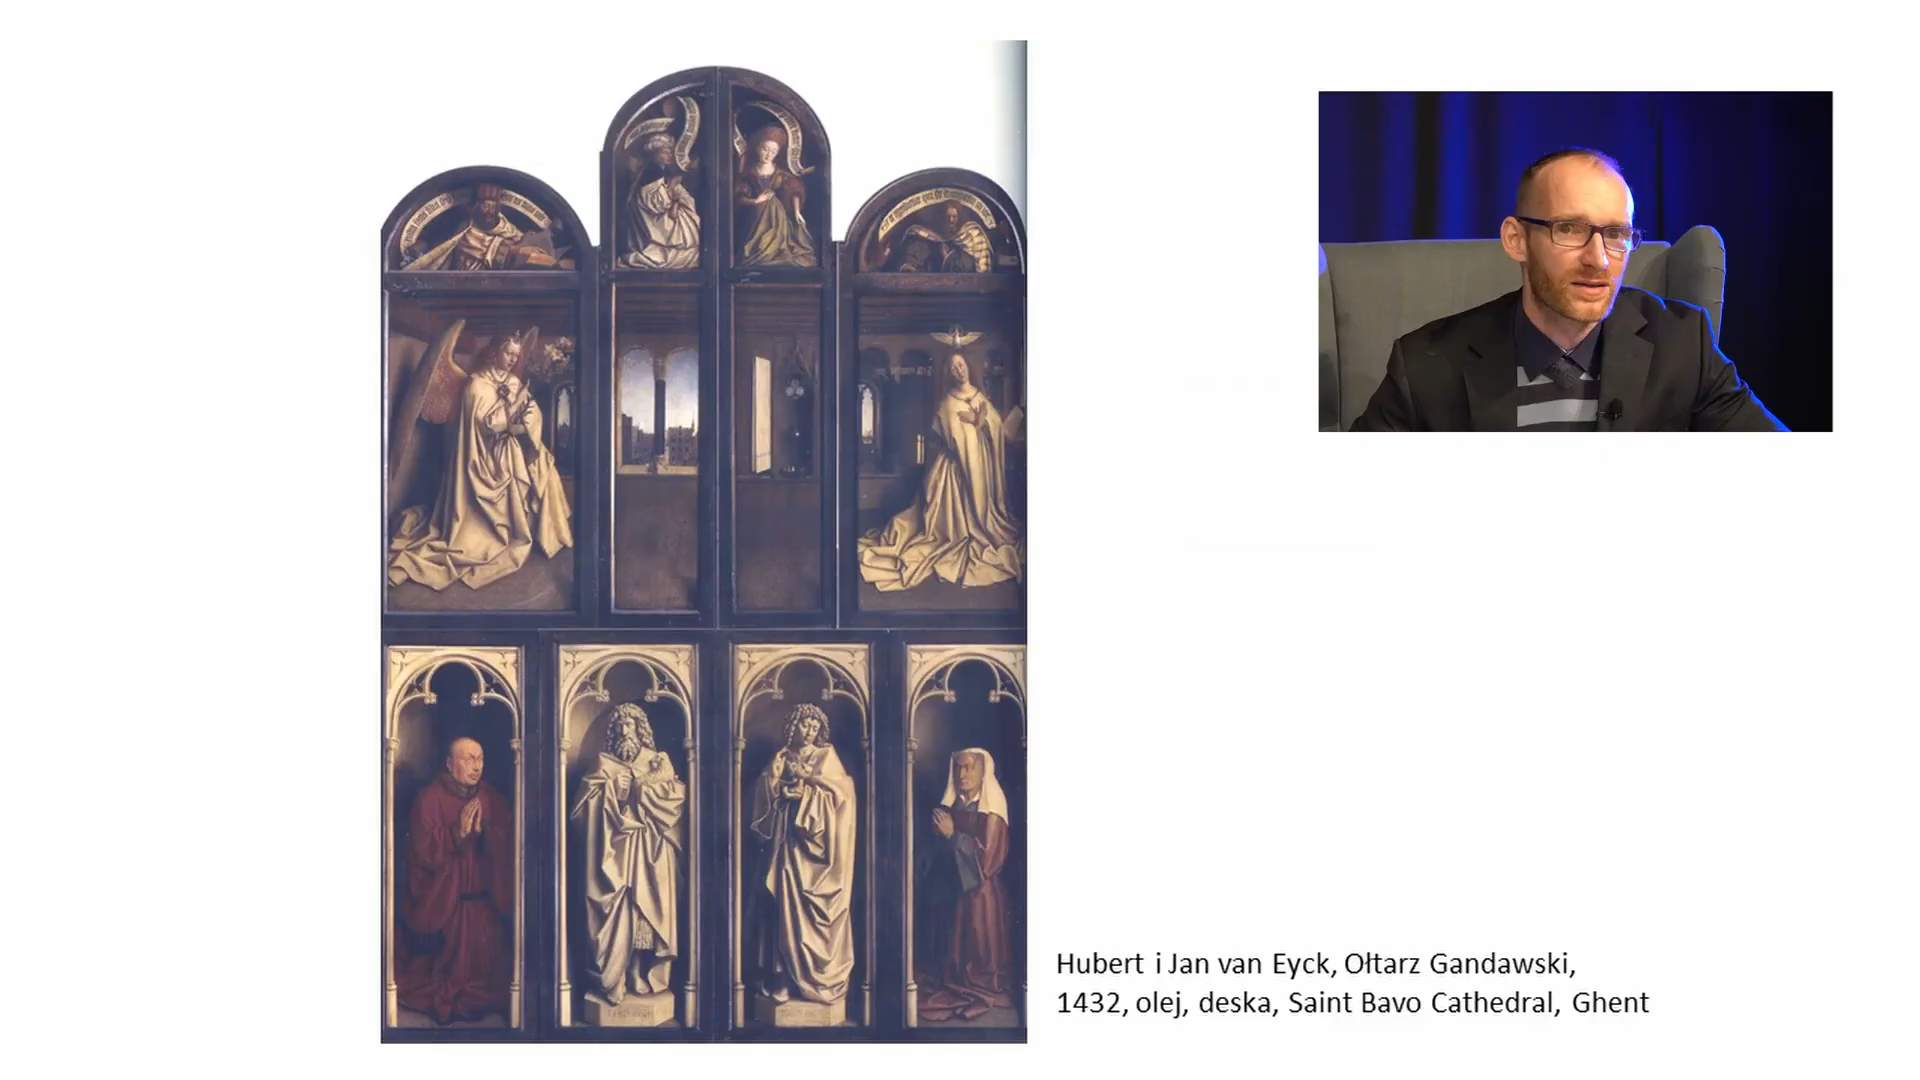 Hubert i Jan van Eyck, Ołtarz Gandawski,
1432, olej, deska, Saint Bavo Cathedral, Ghent